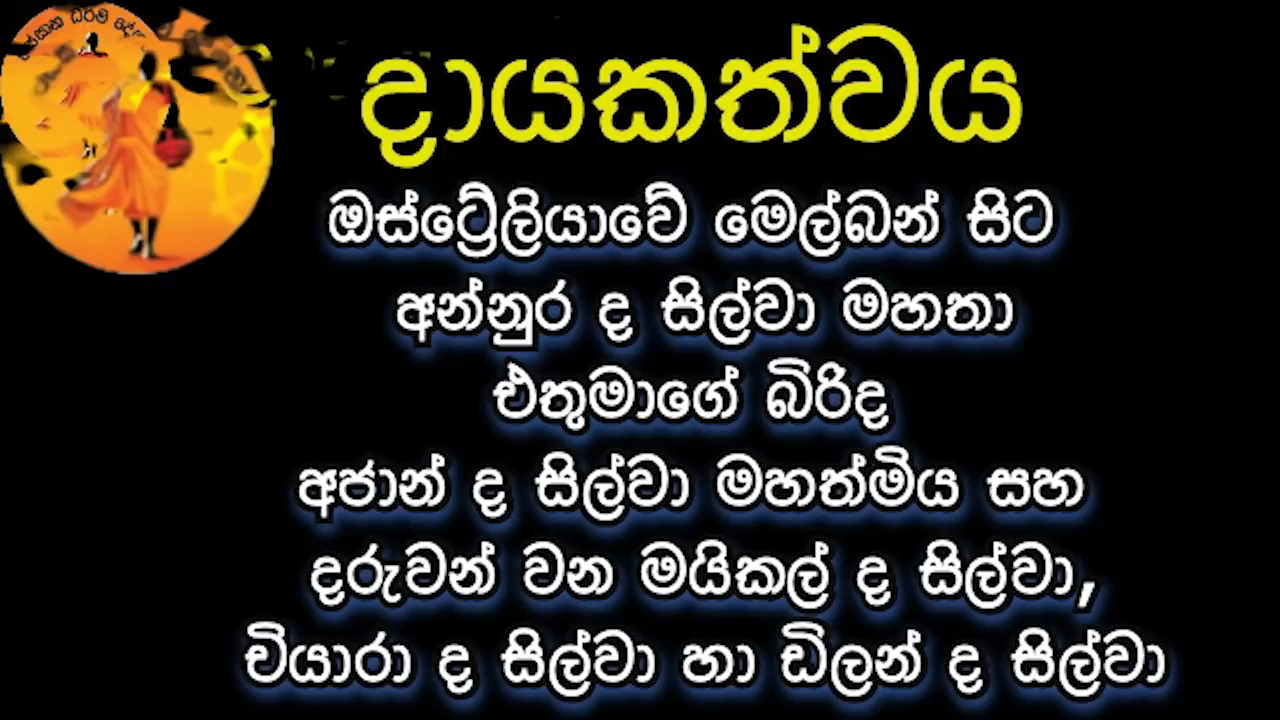 දායකත්වය
ඔස්ට්‍රේලියාවේ මෙල්බන් සිට
අන්නුර ද සිල්වා මහතා
එතුමාගේ බිරිද
අජාන් ද සිල්වා මහත්මිය සහ
දරුවන් වන මයිකල් ද සිල්වා,
චියාරා ද සිල්වා හා ඩිලන් ද සිල්වා